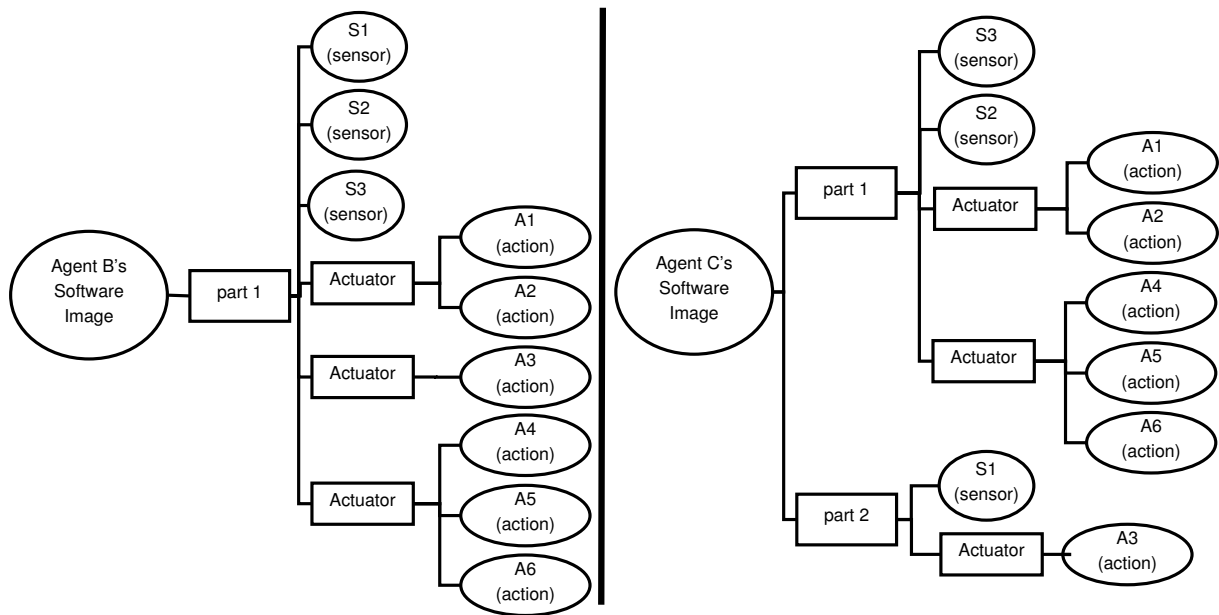 Agent B's
Software
Image
part 1
S1
(sensor)
S2
(sensor)
S3
(sensor)
Actuator
A1
(action)
A2
(action)
Actuator
A3
(action)
Actuator
A4
(action)
A5
(action)
A6
(action)
Agent C's
Software
Image
part 1
S3
(sensor)
S2
(sensor)
Actuator
A1
(action)
A2
(action)
Actuator
A4
(action)
A5
(action)
A6
(action)
part 2
S1
(sensor)
Actuator
A3
(action)